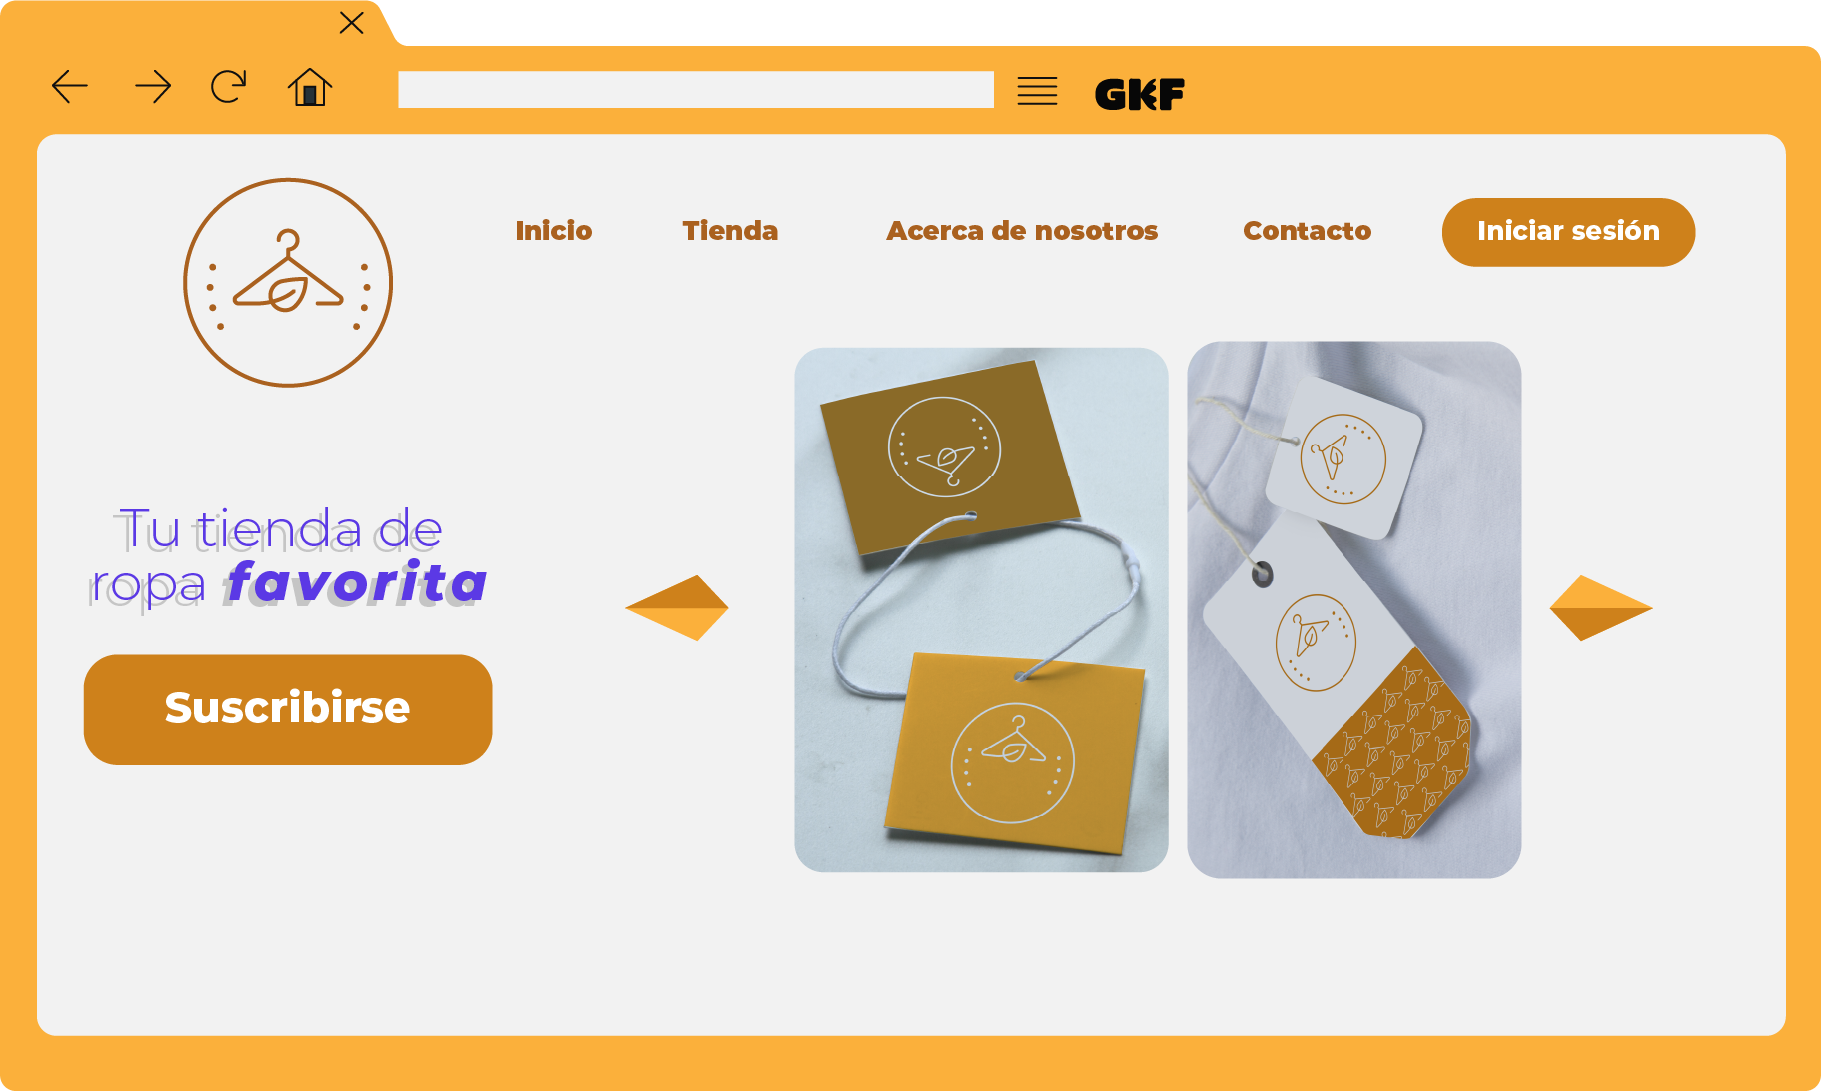 GKF
Inicio
Tienda
Acerca de nosotros
Contacto
Iniciar sesión
Tu tienda de
ropa favorita
Suscribirse